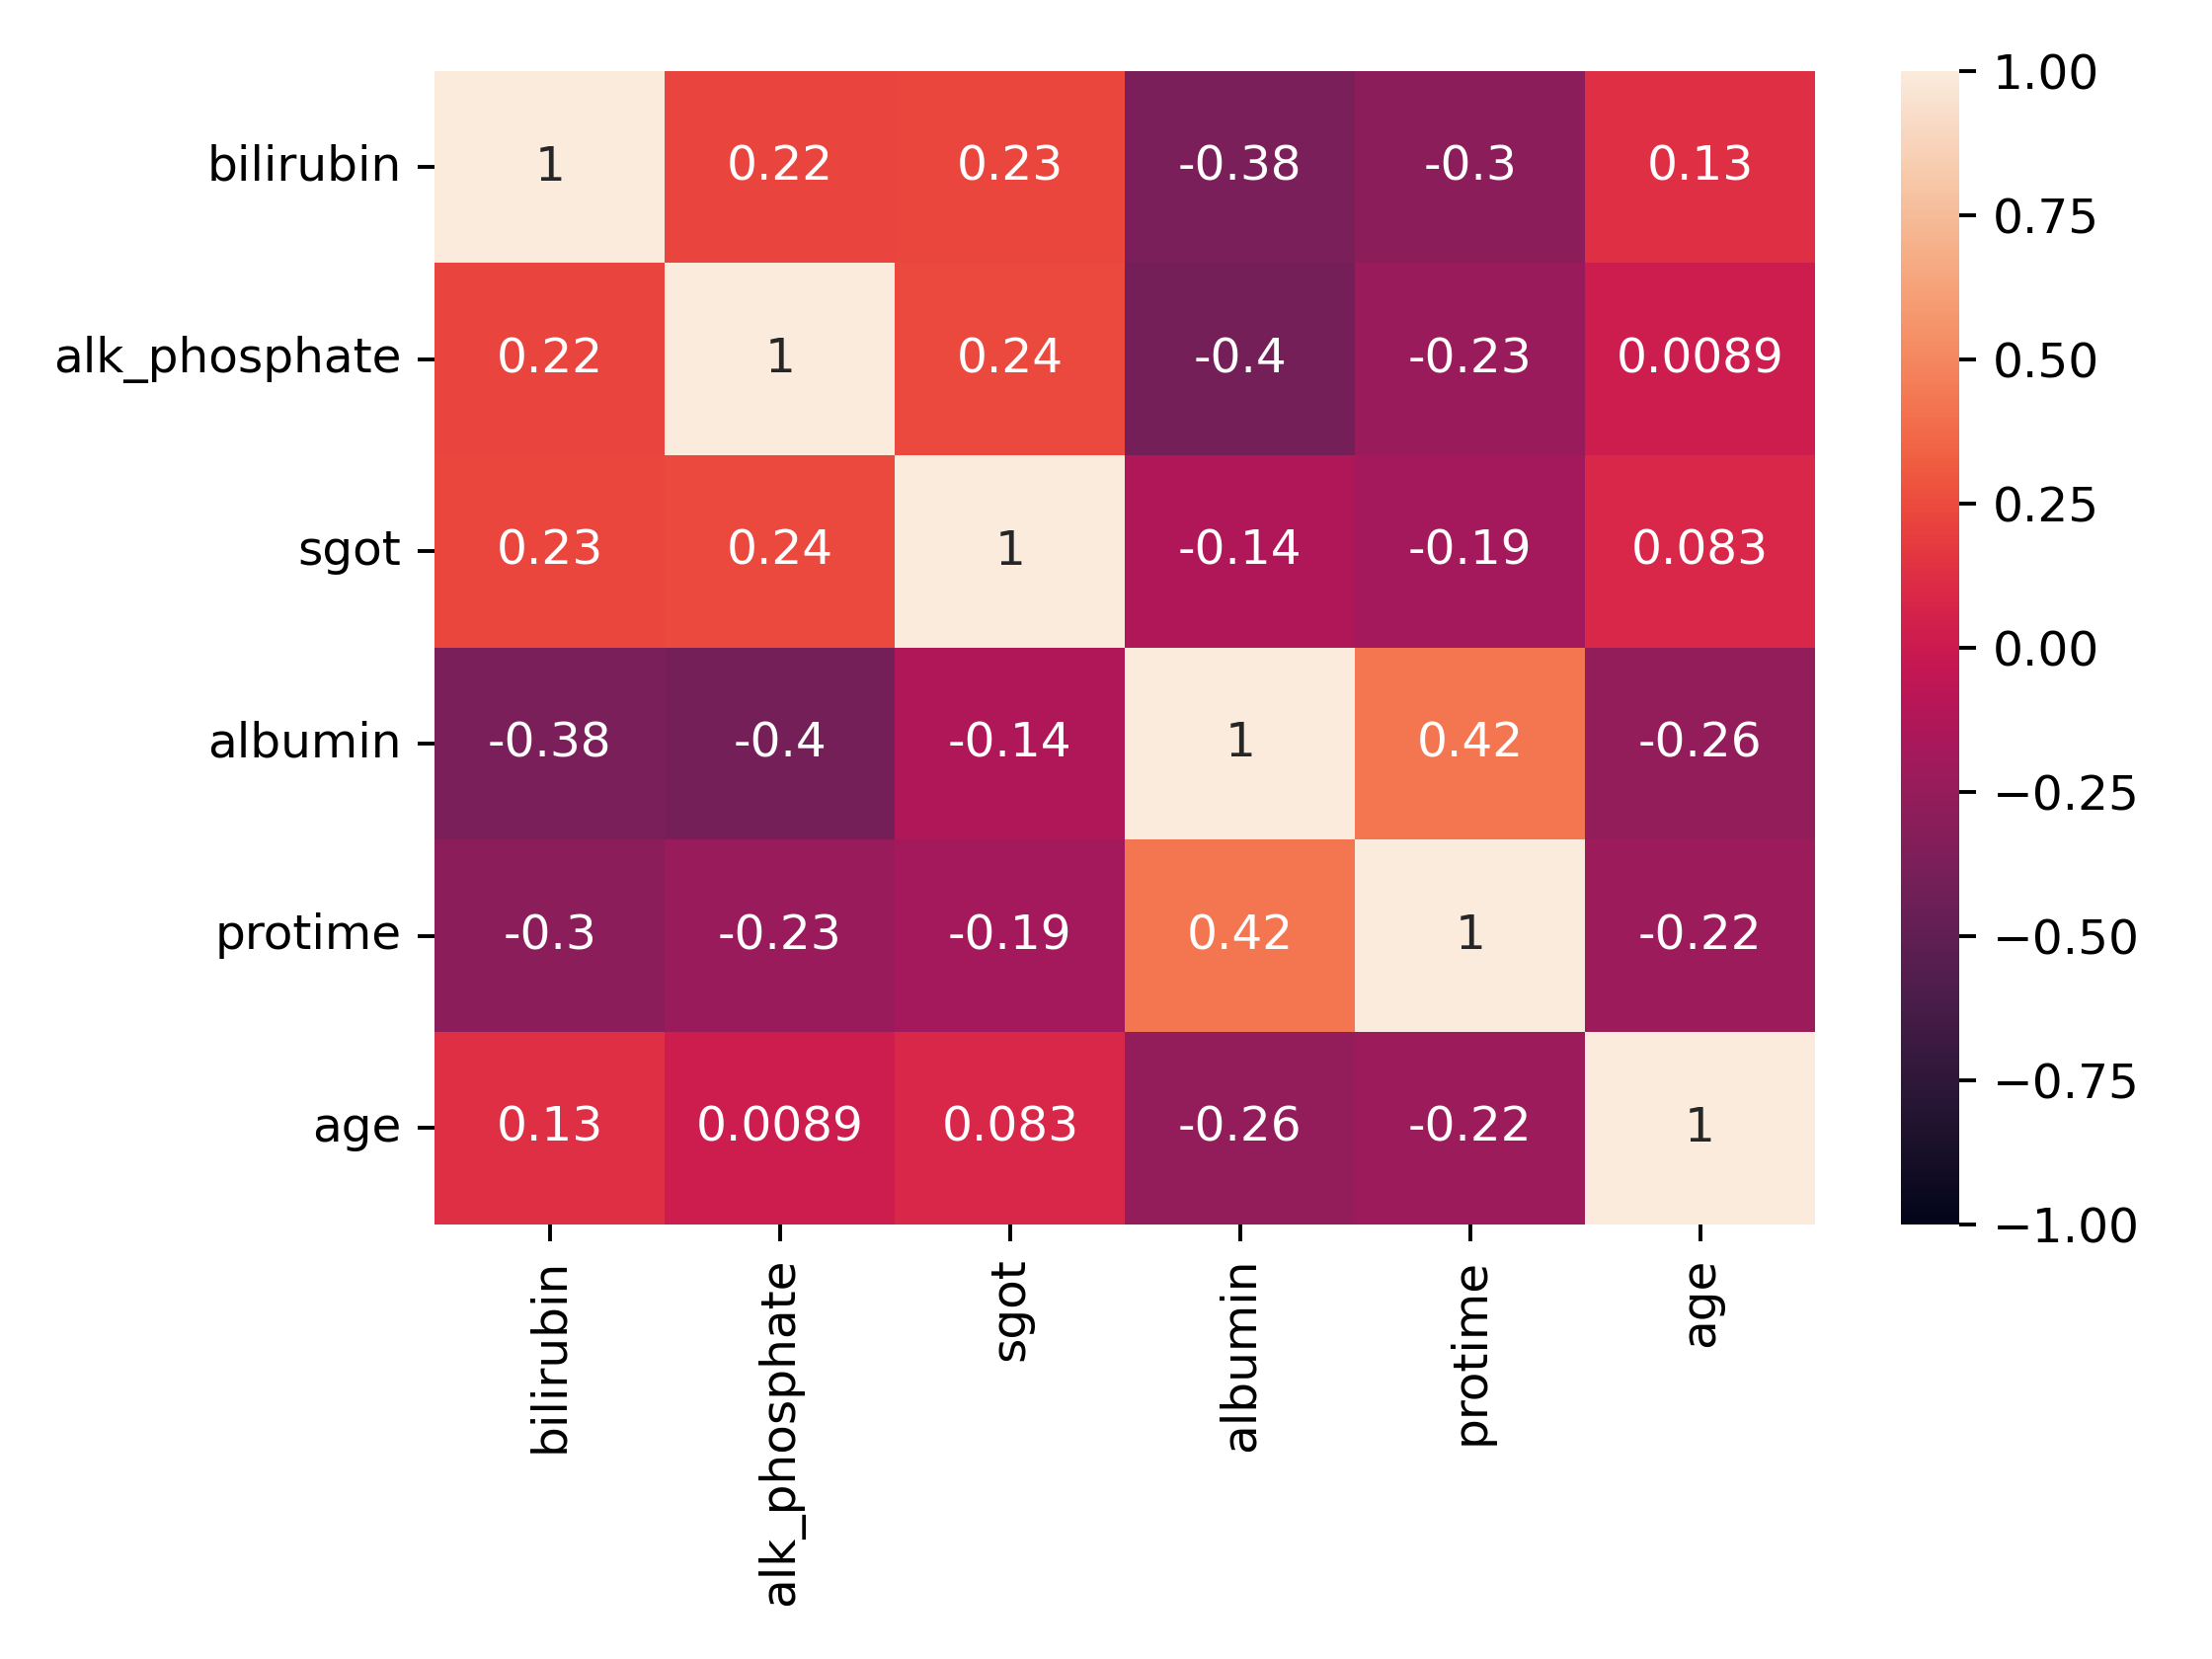 bilirubin 1 0.22 0.23 -0.38 -0.3 0.13
alk_phosphate 0.22 1 0.24 -0.4 -0.23 0.0089
sgot 0.23 0.24 1 -0.14 -0.19 0.083
albumin -0.38 -0.4 -0.14 1 0.42 -0.26
protime -0.3 -0.23 -0.19 0.42 1 -0.22
age 0.13 0.0089 0.083 -0.26 -0.22 1
bilirubin
alk_phosphate
sgot
albumin
protime
age
1.00
0.75
0.50
0.25
0.00
−0.25
−0.50
−0.75
−1.00